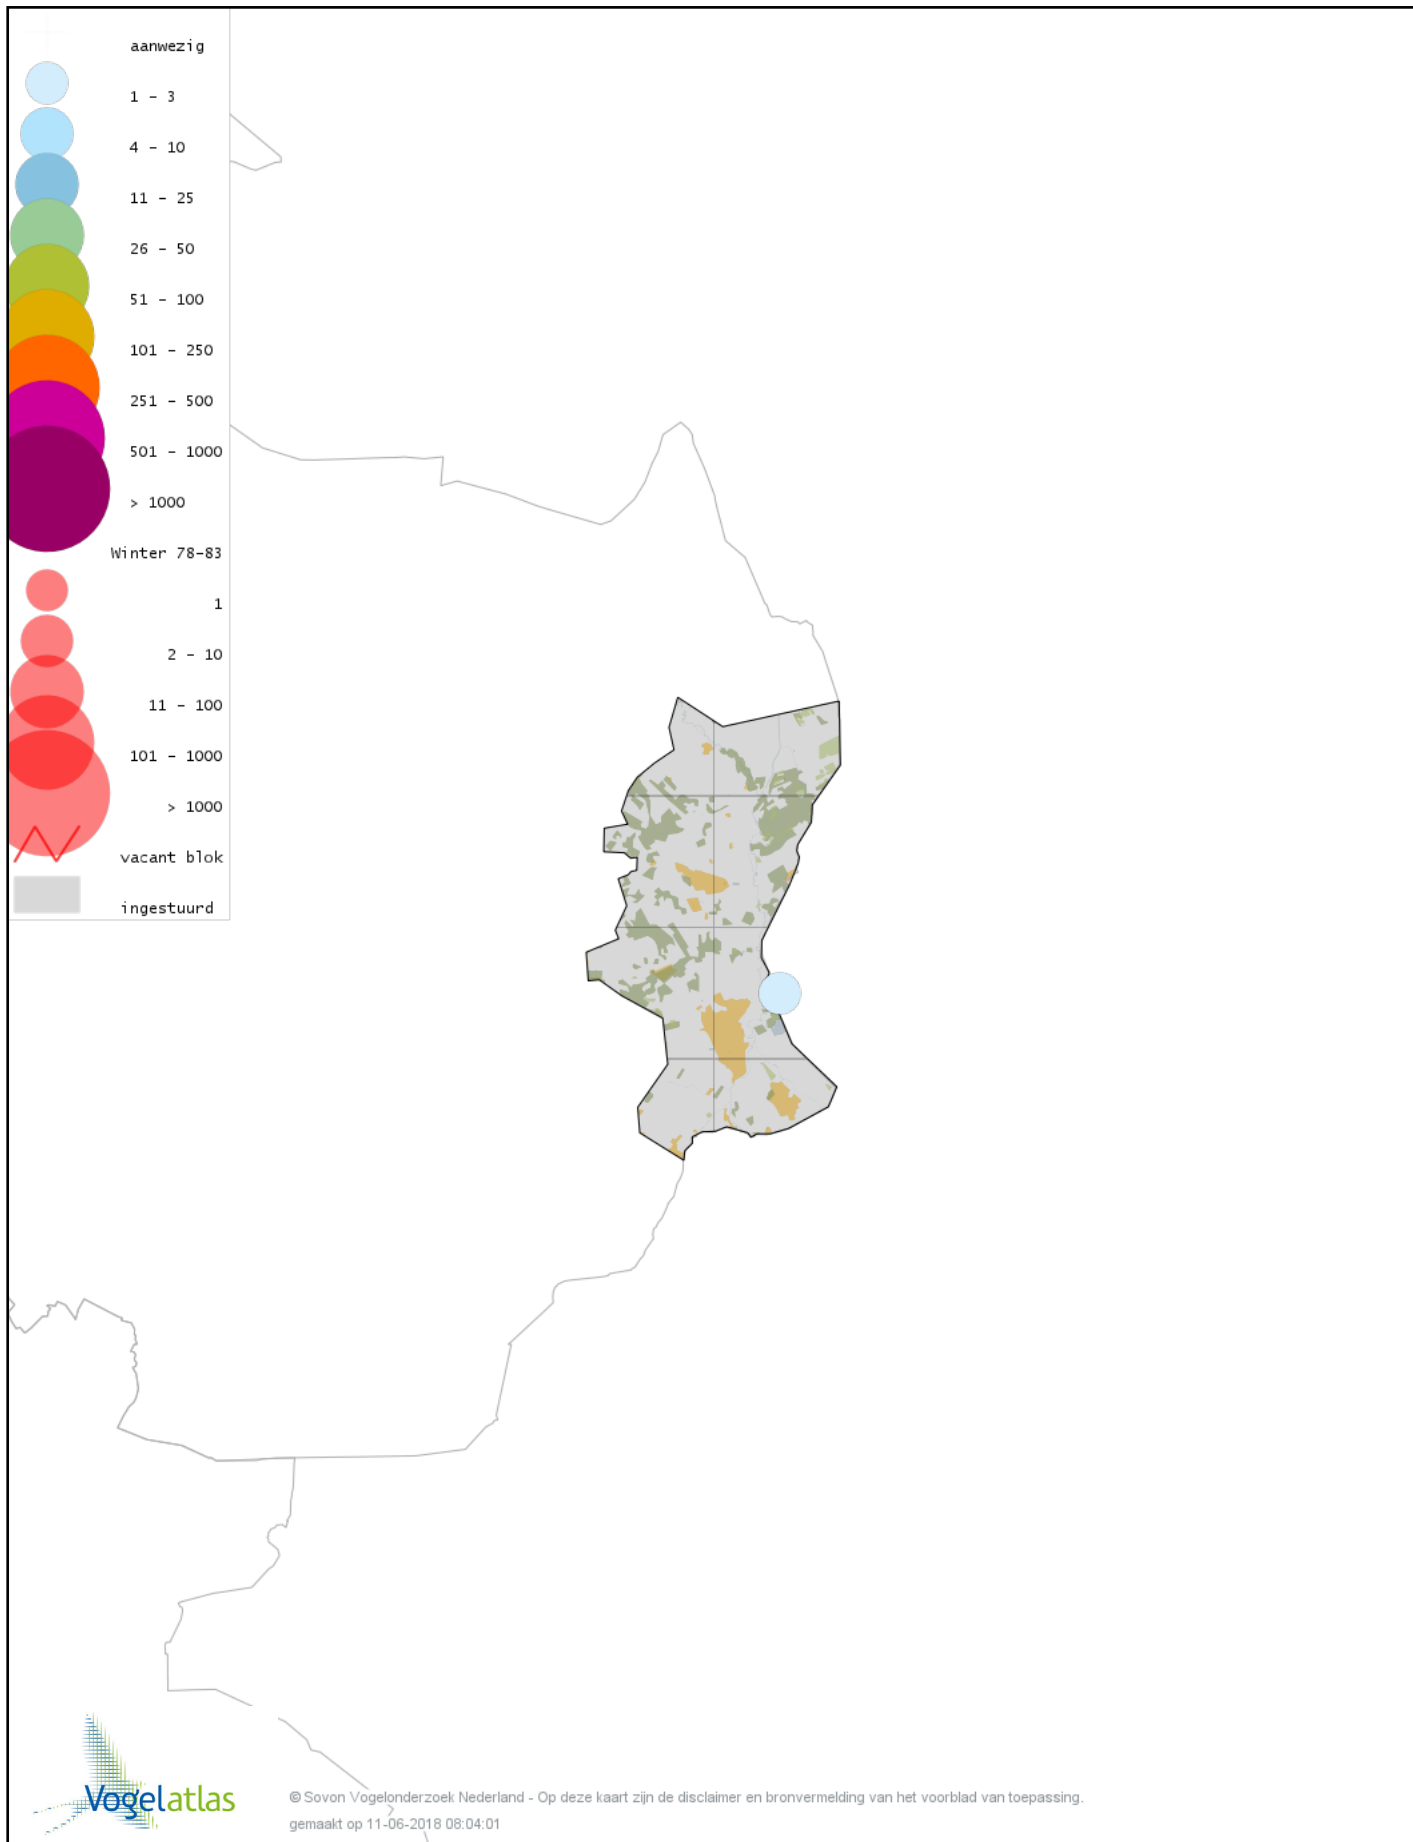 aanwezig
1 - 3
4 - 10
11 - 25
26 - 50
51 - 100
101 - 250
251 - 500
501 - 1000
> 1000
Winter 78-83
1
2 - 10
11 - 100
101 - 1000
> 1000
vacant blok
ingestuurd
Vogelatlas
© Sovon Vogelonderzoek Nederland - Op deze kaart zijn de disclaimer en bronvermelding van het voorblad van toepassing.
gemaakt op 11-06-2018 08:04:01